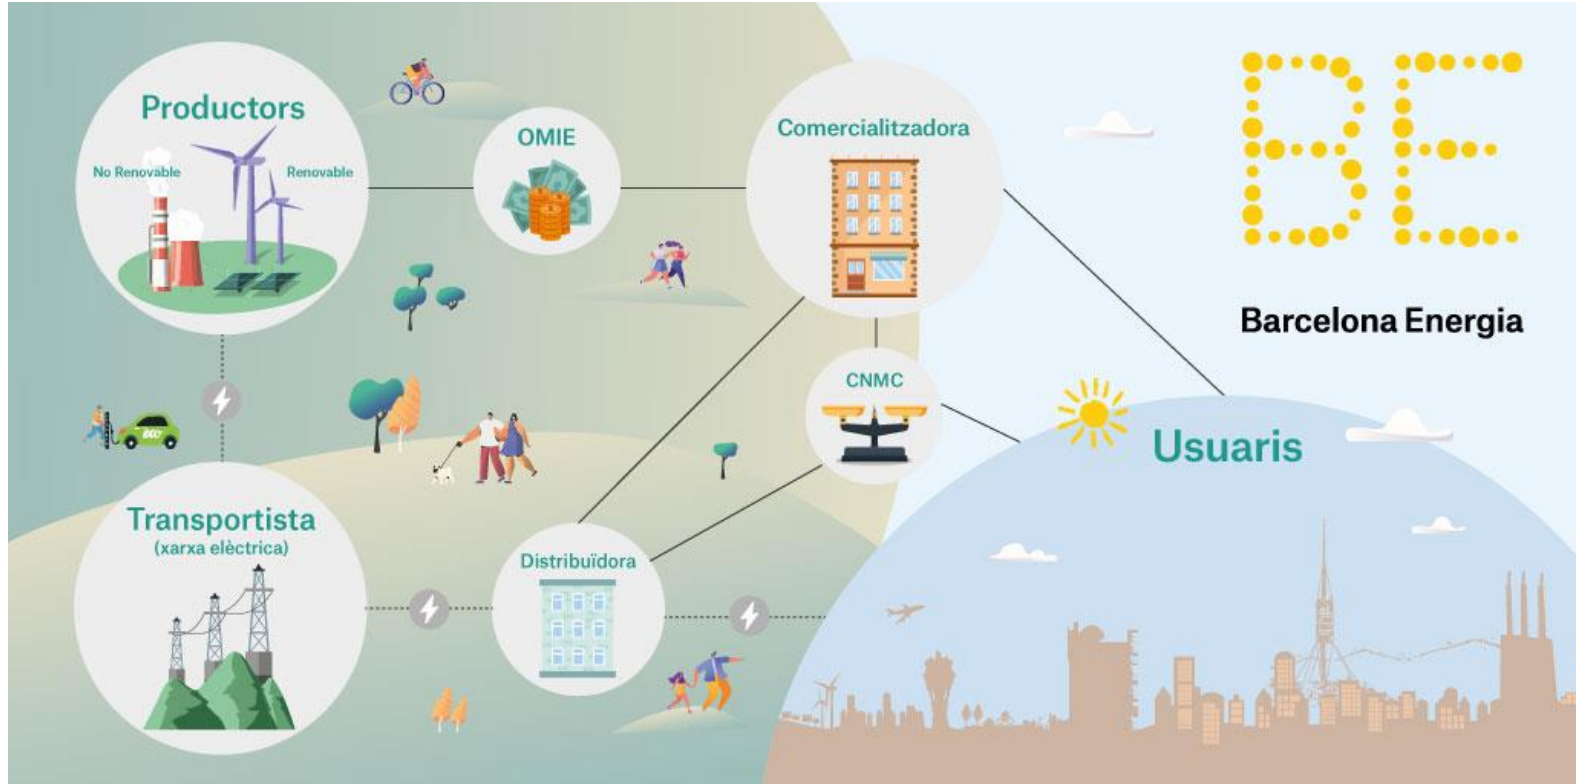 Productors
No Renovable
Renovable
OMIE
Comercialitzadora
BE
Barcelona Energia
CNMC
Usuaris
ECO
Transportista
(xarxa elèctrica)
Distribuïdora